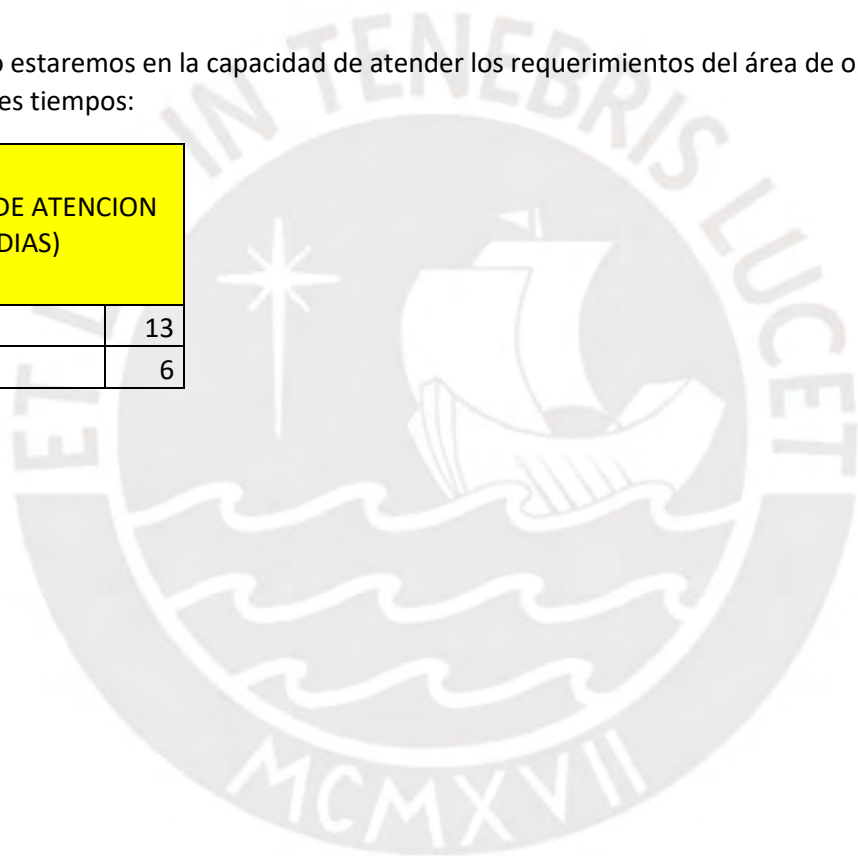 o estaremos en la capacidad de atender los requerimientos del área de o
es tiempos:
DE ATENCION
DIAS)
13
6
ET LUX IN TENEBRIS LUCET
MCMXVII